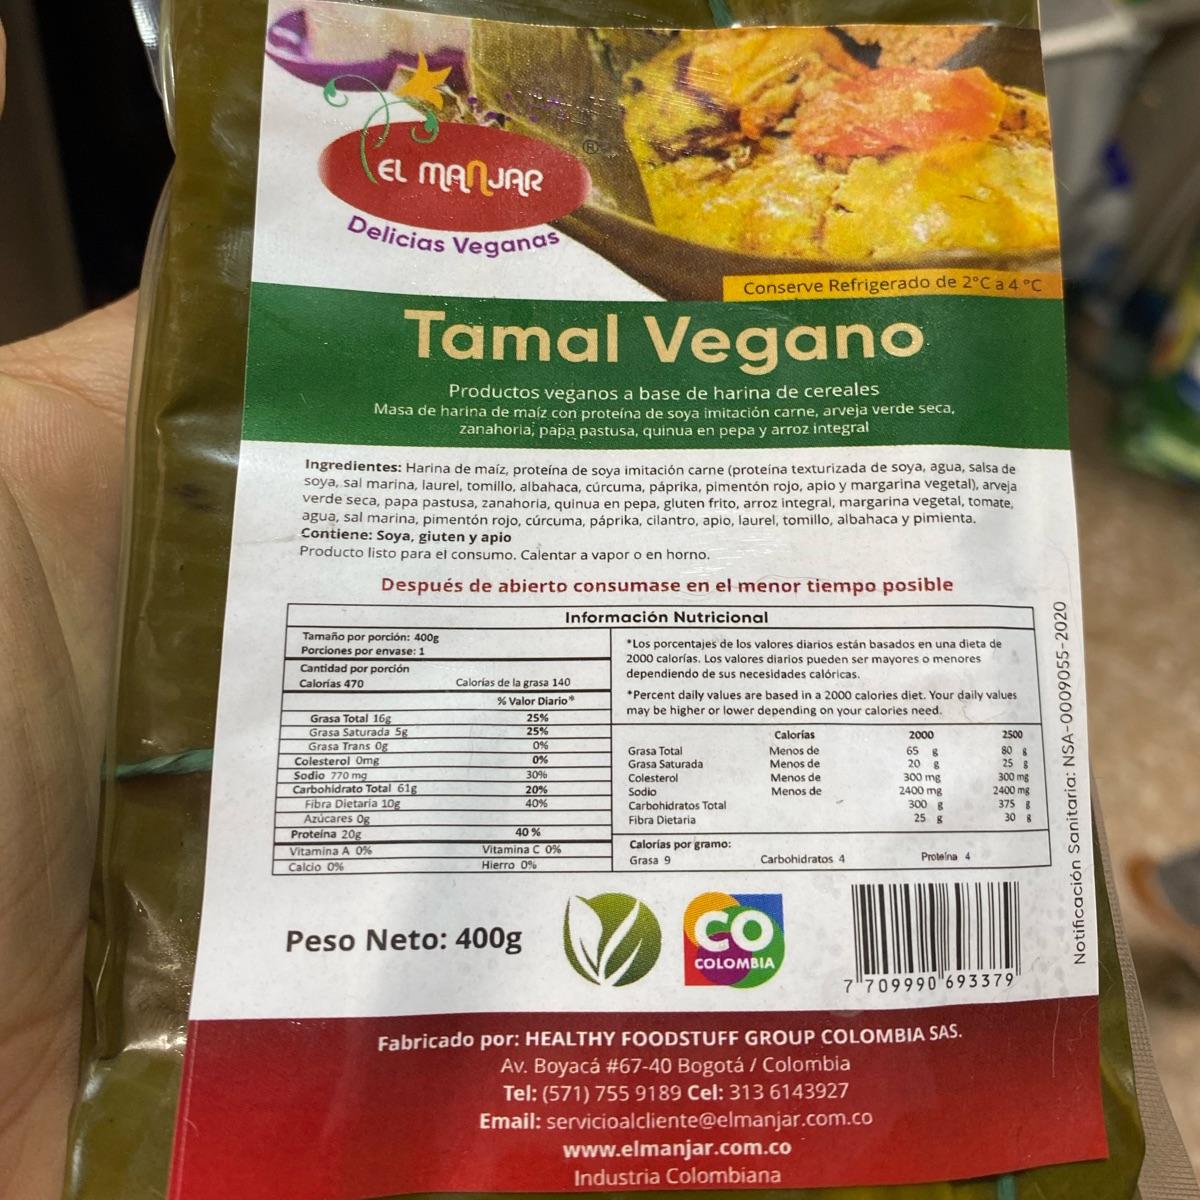 EL MANJAR
®
Delicias Veganas
Conserve Refrigerado de 2°C a 4 °C
Tamal Vegano
Productos veganos a base de harina de cereales
Masa de harina de maíz con proteína de soya imitación carne, arveja verde seca,
zanahoria, papa pastusa, quinua en pepa y arroz integral
Ingredientes: Harina de maíz, proteína de soya imitación carne (proteína texturizada de soya, agua, salsa de
soya, sal marina, laurel, tomillo, albahaca, cúrcuma, páprika, pimentón rojo, apio y margarina vegetal), arveja
verde seca, papa pastusa, zanahoria, quinua en pepa, gluten frito, arroz integral, margarina vegetal, tomate,
agua, sal marina, pimentón rojo, cúrcuma, páprika, cilantro, apio, laurel, tomillo, albahaca y pimienta.
Contiene: Soya, gluten y apio
Producto listo para el consumo. Calentar a vapor o en horno.
Después de abierto consumase en el menor tiempo posible
Información Nutricional
Tamaño por porción: 400g
Porciones por envase: 1
Cantidad por porción
Calorías 470 Calorías de la grasa 140
% Valor Diario*
Grasa Total 16g 25%
Grasa Saturada 5g 25%
Grasa Trans 0g 0%
Colesterol 0mg 0%
Sodio 770 mg 30%
Carbohidrato Total 61g 20%
Fibra Dietaria 10g 40%
Azúcares 0g
Proteína 20g 40 %
Vitamina A 0% Vitamina C 0%
Calcio 0% Hierro 0%
*Los porcentajes de los valores diarios están basados en una dieta de
2000 calorías. Los valores diarios pueden ser mayores o menores
dependiendo de sus necesidades calóricas.
*Percent daily values are based in a 2000 calories diet. Your daily values
may be higher or lower depending on your calories need.
Calorías 2000 2500
Grasa Total Menos de 65 g 80 g
Grasa Saturada Menos de 20 g 25 g
Colesterol Menos de 300 mg 300 mg
Sodio Menos de 2400 mg 2400 mg
Carbohidratos Total 300 g 375 g
Fibra Dietaria 25 g 30 g
Calorías por gramo:
Grasa 9 Carbohidratos 4 Proteína 4
Notificación Sanitaria: NSA-0009055-2020
Peso Neto: 400g
CO
COLOMBIA
7 709990 693379
Fabricado por: HEALTHY FOODSTUFF GROUP COLOMBIA SAS.
Av. Boyacá #67-40 Bogotá / Colombia
Tel: (571) 755 9189 Cel: 313 6143927
Email: servicioalcliente@elmanjar.com.co
www.elmanjar.com.co
Industria Colombiana